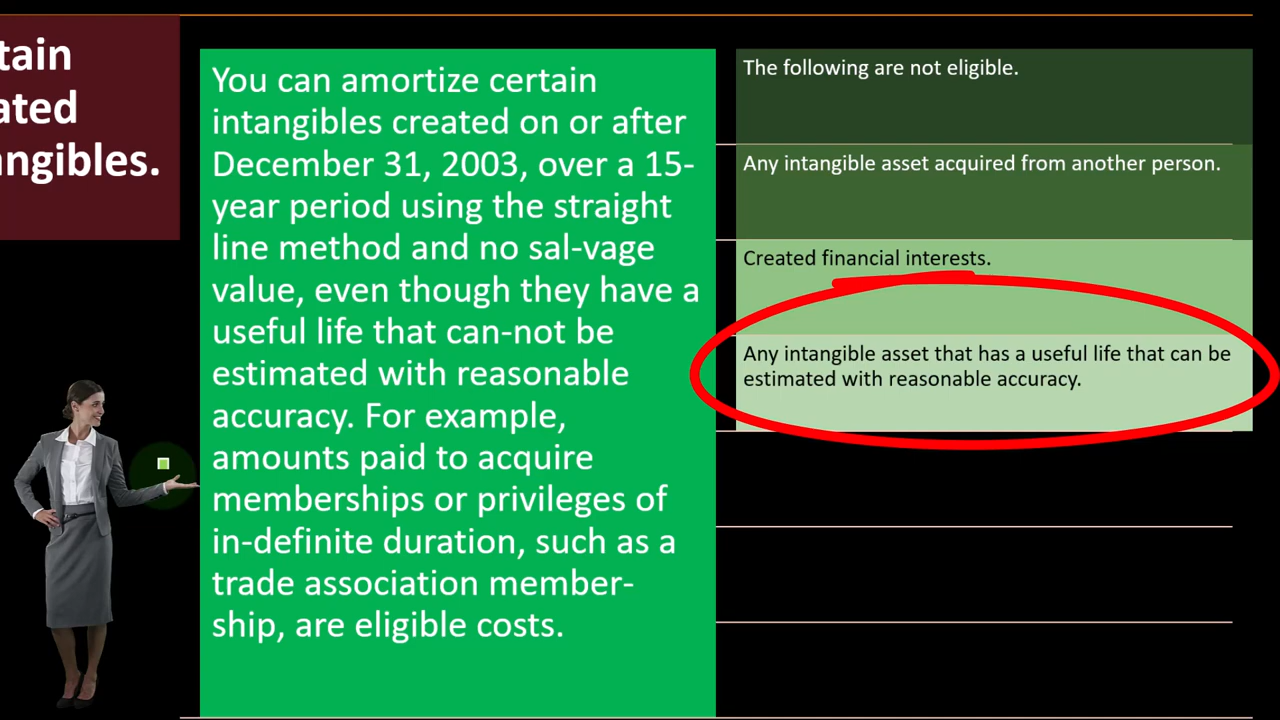 tain
ated
angibles.
You can amortize certain
intangibles created on or after
December 31, 2003, over a 15-
year period using the straight
line method and no sal-vage
value, even though they have a
useful life that can-not be
estimated with reasonable
accuracy. For example,
amounts paid to acquire
memberships or privileges of
in-definite duration, such as a
trade association member-
ship, are eligible costs.
The following are not eligible.
Any intangible asset acquired from another person.
Created financial interests.
Any intangible asset that has a useful life that can be
estimated with reasonable accuracy.